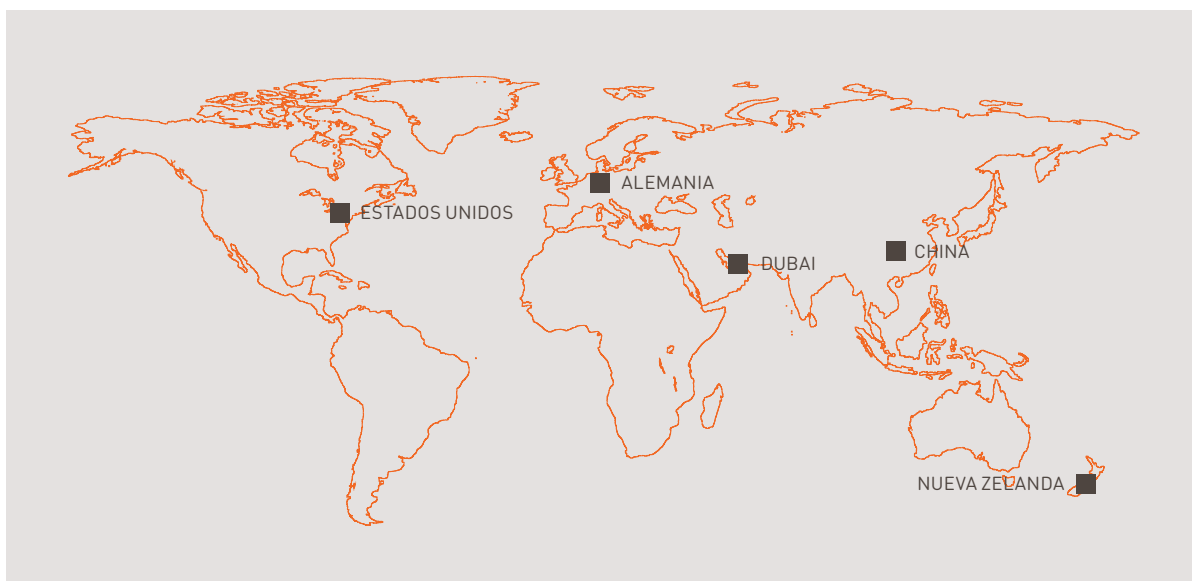 ALEMANIA
ESTADOS UNIDOS
CHINA
DUBAI
NUEVA ZELANDA